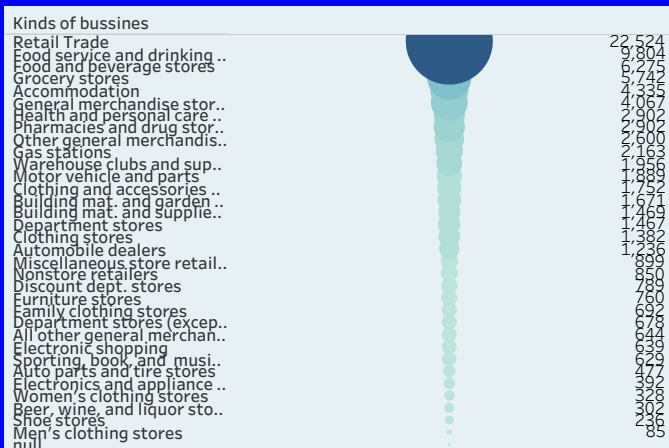 Kinds of bussines
Retail Trade 22,524
Food service and drinking .. 9,804
Food and beverage stores 6,275
Grocery stores 5,742
Accommodation 4,335
General merchandise stor.. 4,067
Health and personal care .. 2,902
Pharmacies and drug stor.. 2,902
Other general merchandis.. 2,600
Gas stations 2,163
Warehouse clubs and sup.. 1,956
Motor vehicle and parts 1,889
Clothing and accessories .. 1,752
Building mat. and garden .. 1,671
Building mat. and supplie.. 1,469
Department stores 1,467
Clothing stores 1,382
Automobile dealers 1,236
Miscellaneous store retail.. 899
Nonstore retailers 850
Discount dept. stores 789
Furniture stores 760
Family clothing stores 692
Department stores (excep.. 678
All other general merchan.. 644
Electronic shopping 639
Sporting, book, and musi.. 629
Auto parts and tire stores 477
Electronics and appliance .. 392
Women's clothing stores 328
Beer, wine, and liquor sto.. 302
Shoe stores 236
Men's clothing stores 85
null